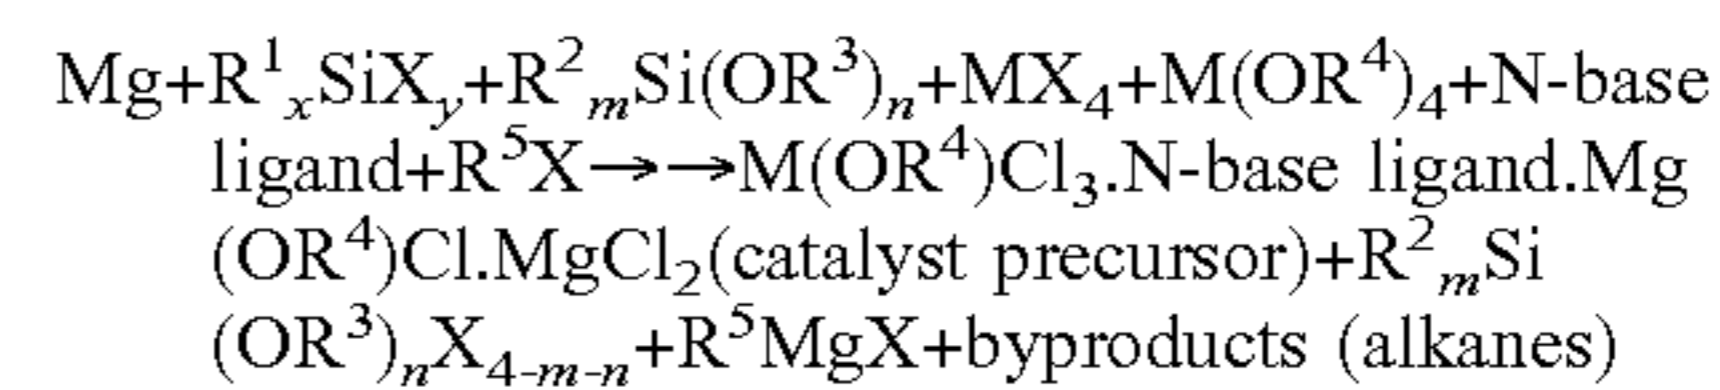 Mg+R¹ₓSiXᵧ+R²ₘSi(OR³)ₙ+MX₄+M(OR⁴)₄+N-base
ligand+R⁵X→→M(OR⁴)Cl₃.N-base ligand.Mg
(OR⁴)Cl.MgCl₂(catalyst precursor)+R²ₘSi
(OR³)ₙX₄₋ₘ₋ₙ+R⁵MgX+byproducts (alkanes)